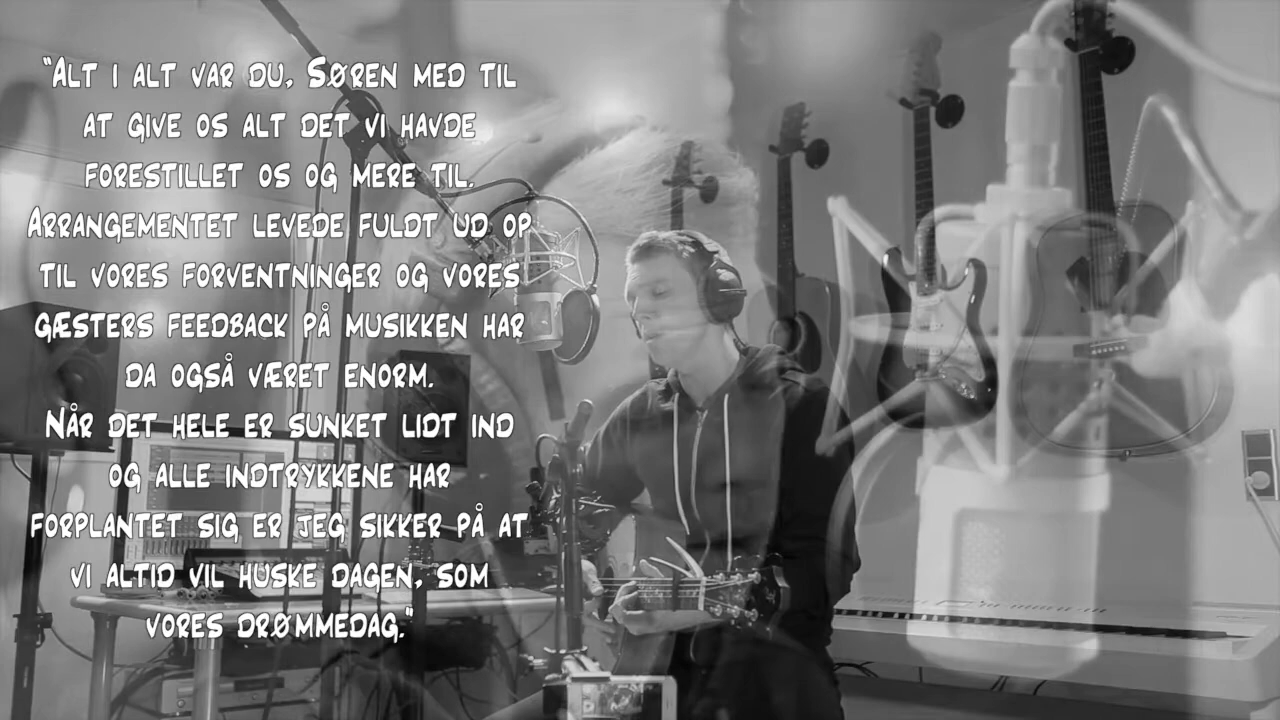 "Alt i alt var du, Søren med til
at give os alt det vi havde
forestillet os og mere til.
Arrangementet levede fuldt ud op
til vores forventninger og vores
gæsters feedback på musikken har
da også været enorm.
Når det hele er sunket lidt ind
og alle indtrykkene har
forplantet sig er jeg sikker på at
vi altid vil huske dagen, som
vores drømmedag."